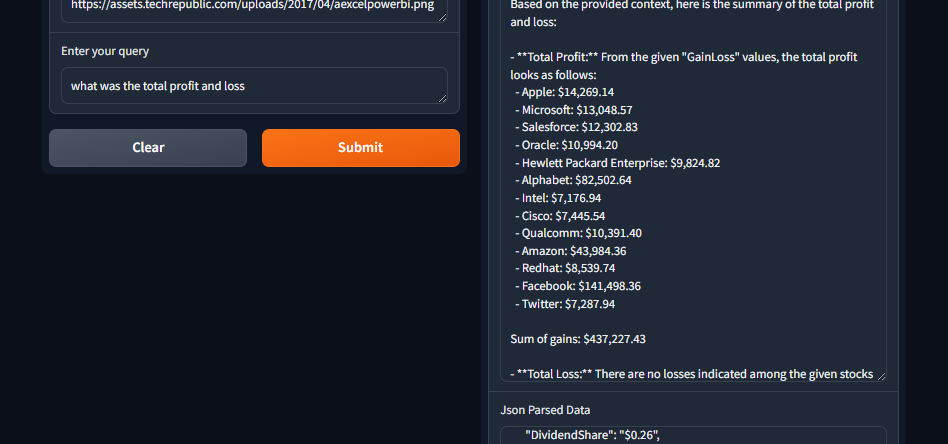 https://assets.techrepublic.com/uploads/2017/04/aexcelpowerbi.png
Enter your query
what was the total profit and loss
Clear
Submit
Based on the provided context, here is the summary of the total profit
and loss:
- **Total Profit:** From the given "GainLoss" values, the total profit
looks as follows:
- Apple: $14,269.14
- Microsoft: $13,048.57
- Salesforce: $12,302.83
- Oracle: $10,994.20
- Hewlett Packard Enterprise: $9,824.82
- Alphabet: $82,502.64
- Intel: $7,176.94
- Cisco: $7,445.54
- Qualcomm: $10,391.40
- Amazon: $43,984.36
- Redhat: $8,539.74
- Facebook: $141,498.36
- Twitter: $7,287.94
Sum of gains: $437,227.43
- **Total Loss:** There are no losses indicated among the given stocks
Json Parsed Data
"DividendShare": "$0.26",